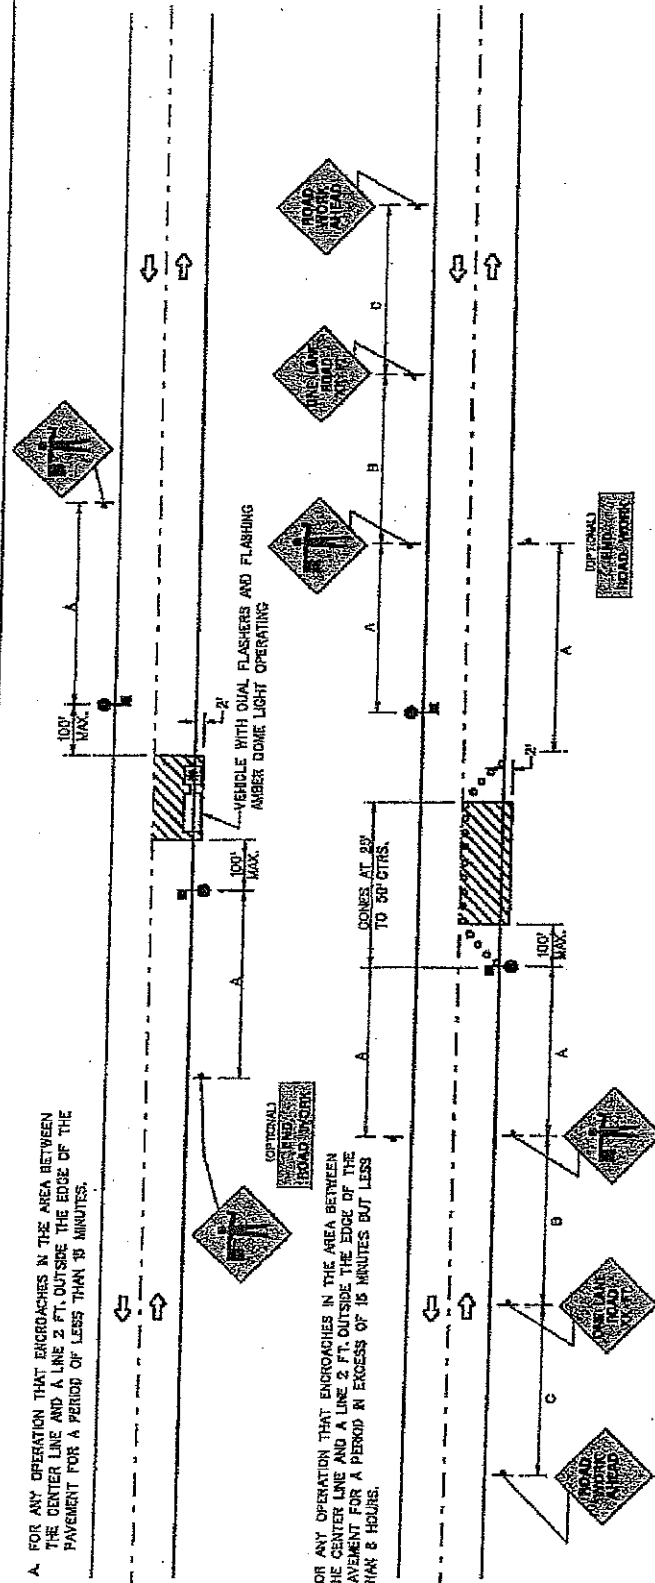 A. FOR ANY OPERATION THAT ENCROACHES IN THE AREA BETWEEN
THE CENTER LINE AND A LINE 2 FT. OUTSIDE THE EDGE OF THE
PAVEMENT FOR A PERIOD OF LESS THAN 15 MINUTES.
A
100'
MAX.
2'
VEHICLE WITH DUAL FLASHERS AND FLASHING
AMBER DOME LIGHT OPERATING
100'
MAX.
A
(OPTIONAL)
END
ROAD WORK
OR ANY OPERATION THAT ENCROACHES IN THE AREA BETWEEN
HE CENTER LINE AND A LINE 2 FT. OUTSIDE THE EDGE OF THE
AVEMENT FOR A PERIOD IN EXCESS OF 15 MINUTES BUT LESS
HAN 8 HOURS.
ROAD
WORK
AHEAD
ONE LANE
ROAD
C
B
A
(OPTIONAL)
END
ROAD WORK
A
2'
CONES AT 25'
TO 50' CTRS.
A
100'
MAX.
A
B
C
ONE LANE
ROAD
XX FT
ROAD
WORK
AHEAD